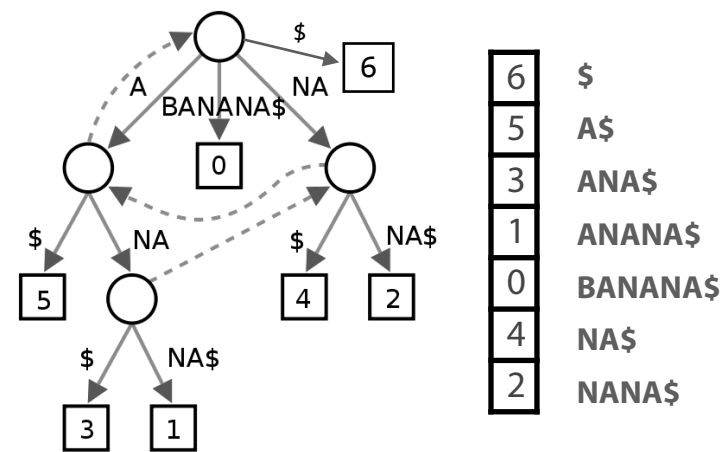 $
6
A
BANANA$
NA
0
$
NA
$
NA$
5
4
2
$
NA$
3
1
6 $
5 A$
3 ANA$
1 ANANA$
0 BANANA$
4 NA$
2 NANA$